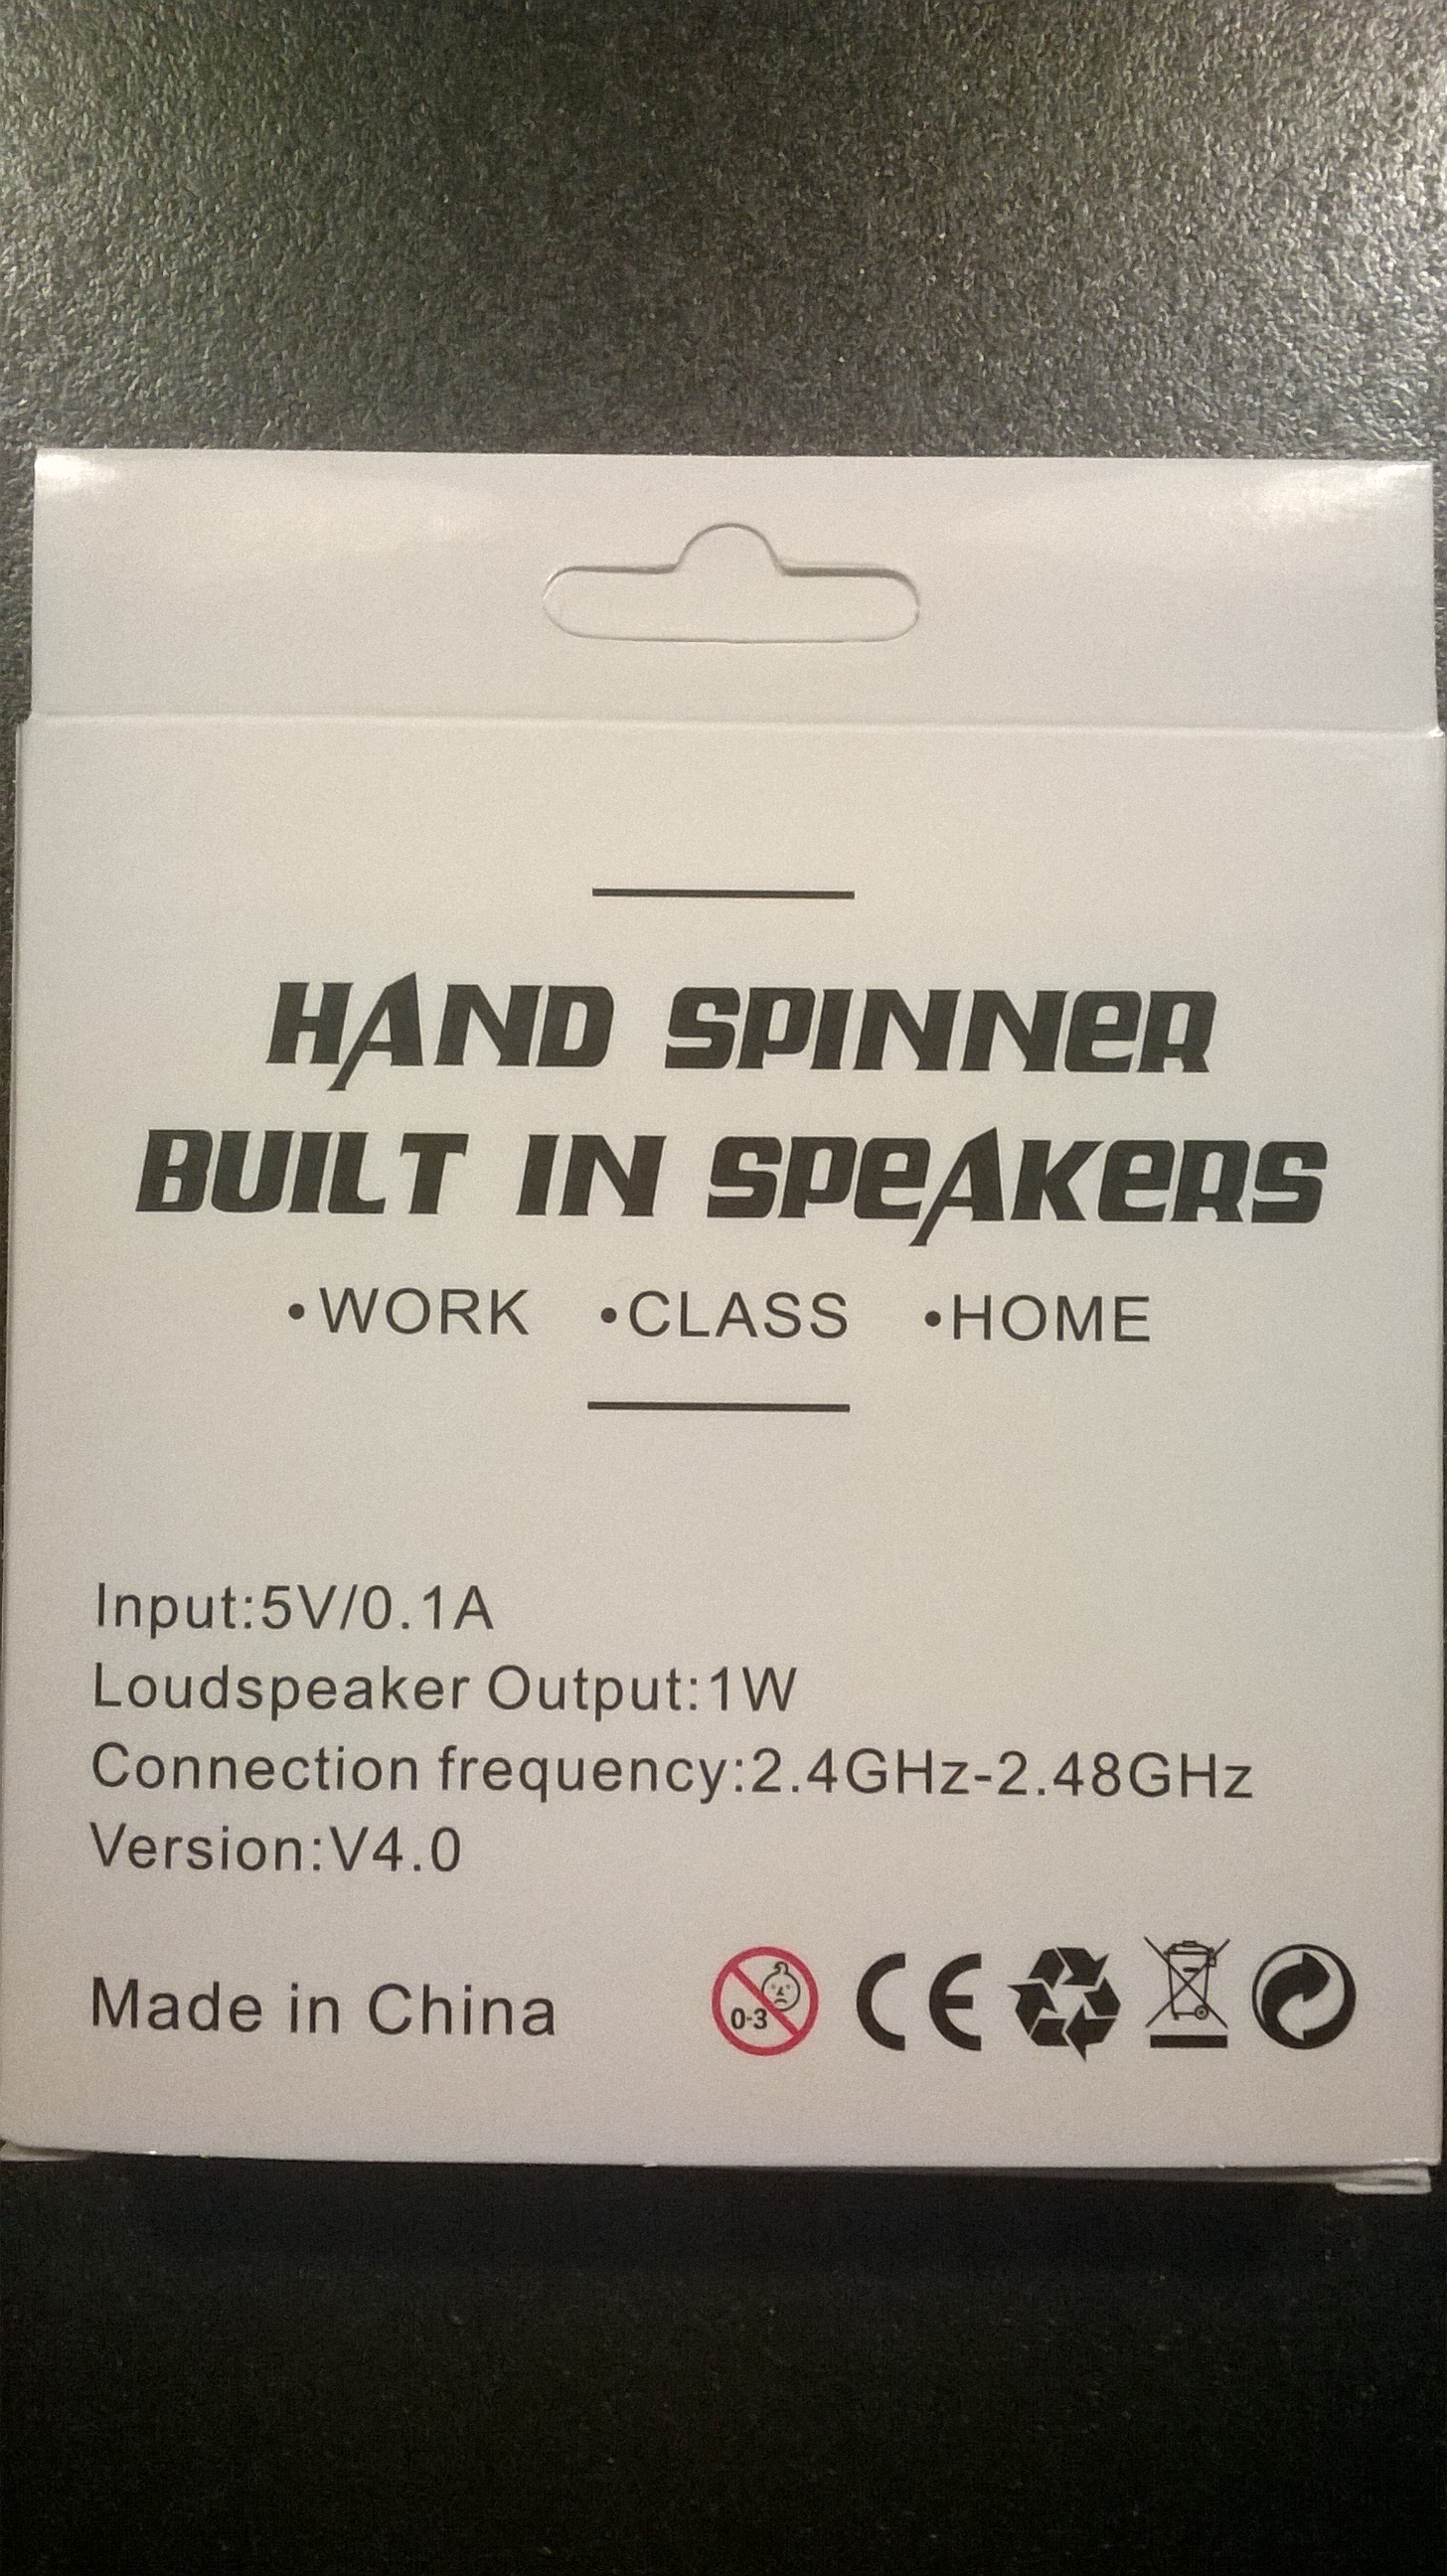 HAND SPINNER
BUILT IN SPEAKERS
•WORK •CLASS •HOME
Input:5V/0.1A
Loudspeaker Output:1W
Connection frequency:2.4GHz-2.48GHz
Version:V4.0
Made in China 0-3 CE